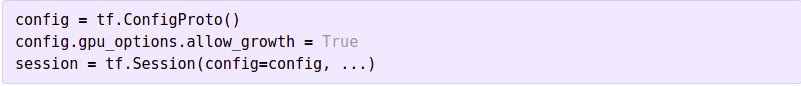 config = tf.ConfigProto()
config.gpu_options.allow_growth = True
session = tf.Session(config=config, ...)